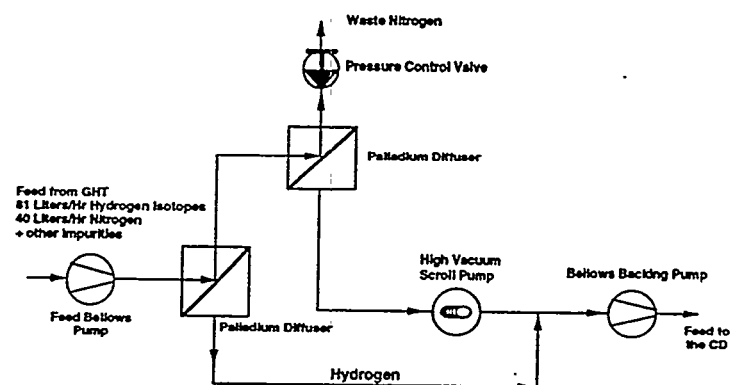 Waste Nitrogen
Pressure Control Valve
Palladium Diffuser
Feed from GHT
81 Liters/Hr Hydrogen Isotopes
40 Liters/Hr Nitrogen
+ other impurities
High Vacuum
Scroll Pump
Bellows Backing Pump
Feed Bellows
Pump
Palladium Diffuser
Feed to
the CD
Hydrogen